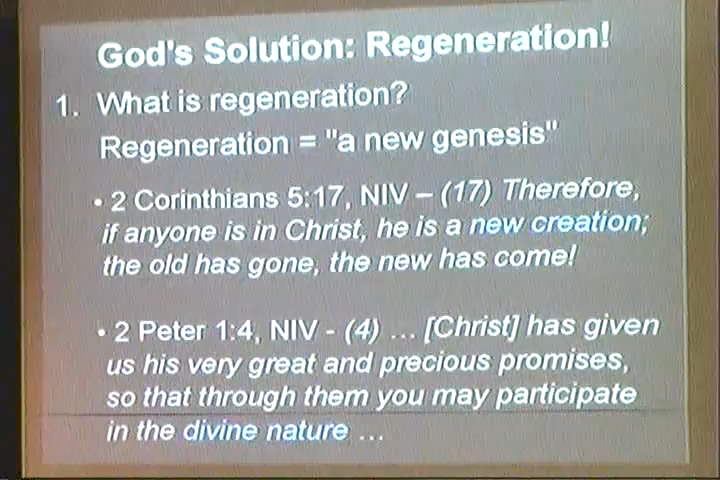 God's Solution: Regeneration!
1. What is regeneration?
Regeneration = "a new genesis"
• 2 Corinthians 5:17, NIV – (17) Therefore,
if anyone is in Christ, he is a new creation;
the old has gone, the new has come!
• 2 Peter 1:4, NIV - (4) … [Christ] has given
us his very great and precious promises,
so that through them you may participate
in the divine nature …